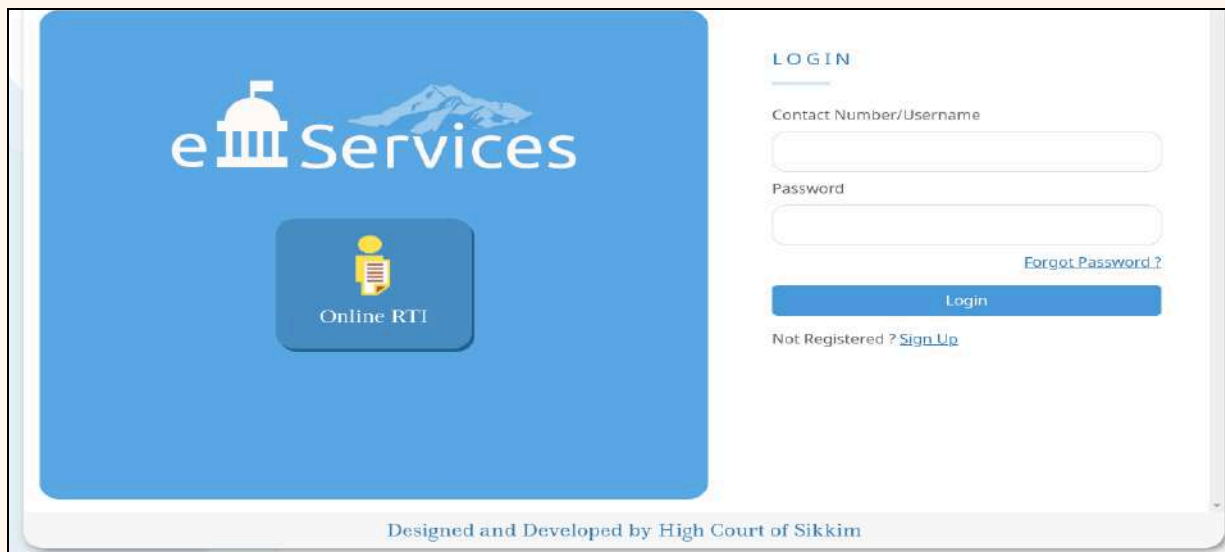 e Services
Online RTI
LOGIN
Contact Number/Username
Password
Forgot Password ?
Login
Not Registered ? Sign Up
Designed and Developed by High Court of Sikkim